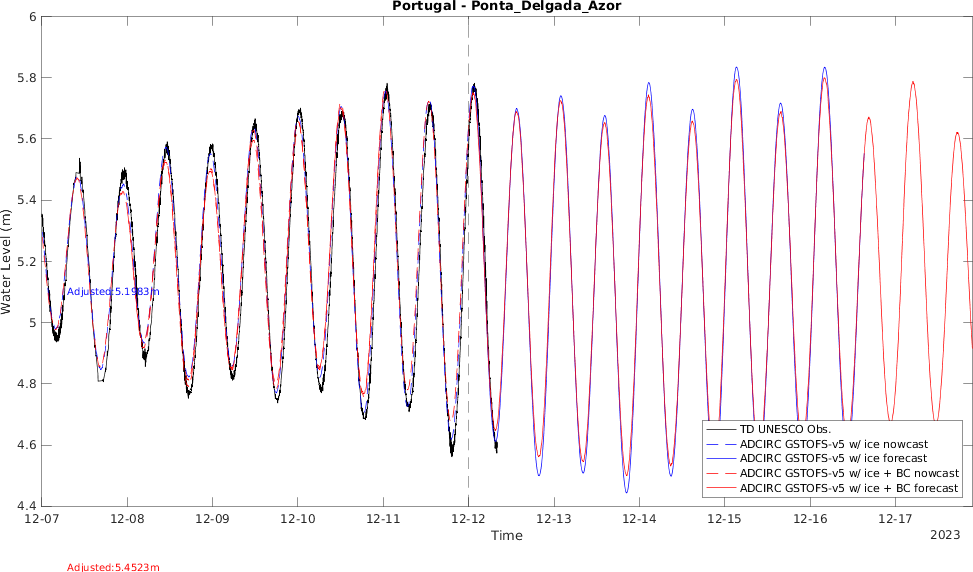 Portugal - Ponta_Delgada_Azor
6
5.8
5.6
5.4
5.2
5
4.8
4.6
4.4
Water Level (m)
Adjusted:5.1983m
TD UNESCO Obs.
ADCIRC GSTOFS-v5 w/ ice nowcast
ADCIRC GSTOFS-v5 w/ ice forecast
ADCIRC GSTOFS-v5 w/ ice + BC nowcast
ADCIRC GSTOFS-v5 w/ ice + BC forecast
12-07 12-08 12-09 12-10 12-11 12-12 12-13 12-14 12-15 12-16 12-17
Time
2023
Adjusted:5.4523m